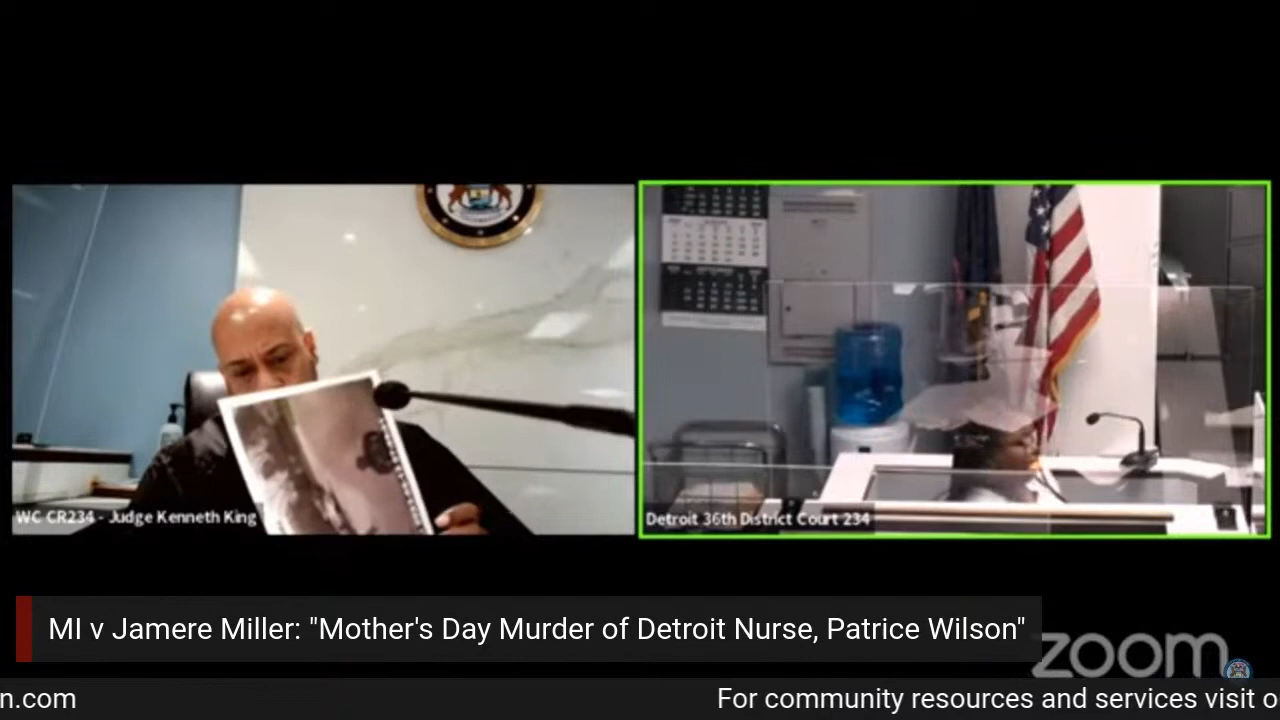 WC CR234 - Judge Kenneth King
Detroit 36th District Court 234
MI v Jamere Miller: "Mother's Day Murder of Detroit Nurse, Patrice Wilson"
zoom
n.com
For community resources and services visit o